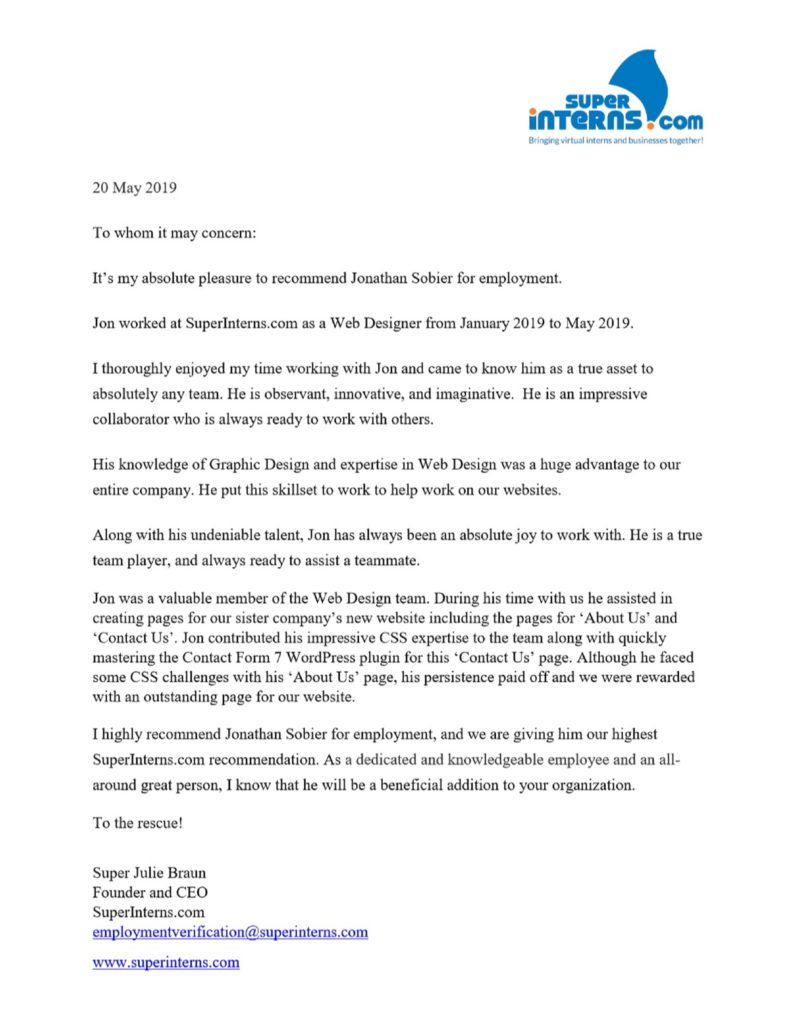 SUPER
INTERNS.COM
Bringing virtual interns and businesses together!
20 May 2019
To whom it may concern:
It's my absolute pleasure to recommend Jonathan Sobier for employment.
Jon worked at SuperInterns.com as a Web Designer from January 2019 to May 2019.
I thoroughly enjoyed my time working with Jon and came to know him as a true asset to
absolutely any team. He is observant, innovative, and imaginative.  He is an impressive
collaborator who is always ready to work with others.
His knowledge of Graphic Design and expertise in Web Design was a huge advantage to our
entire company. He put this skillset to work to help work on our websites.
Along with his undeniable talent, Jon has always been an absolute joy to work with. He is a true
team player, and always ready to assist a teammate.
Jon was a valuable member of the Web Design team. During his time with us he assisted in
creating pages for our sister company's new website including the pages for ‘About Us’ and
‘Contact Us’. Jon contributed his impressive CSS expertise to the team along with quickly
mastering the Contact Form 7 WordPress plugin for this ‘Contact Us’ page. Although he faced
some CSS challenges with his ‘About Us’ page, his persistence paid off and we were rewarded
with an outstanding page for our website.
I highly recommend Jonathan Sobier for employment, and we are giving him our highest
SuperInterns.com recommendation. As a dedicated and knowledgeable employee and an all-
around great person, I know that he will be a beneficial addition to your organization.
To the rescue!
Super Julie Braun
Founder and CEO
SuperInterns.com
employmentverification@superinterns.com
www.superinterns.com